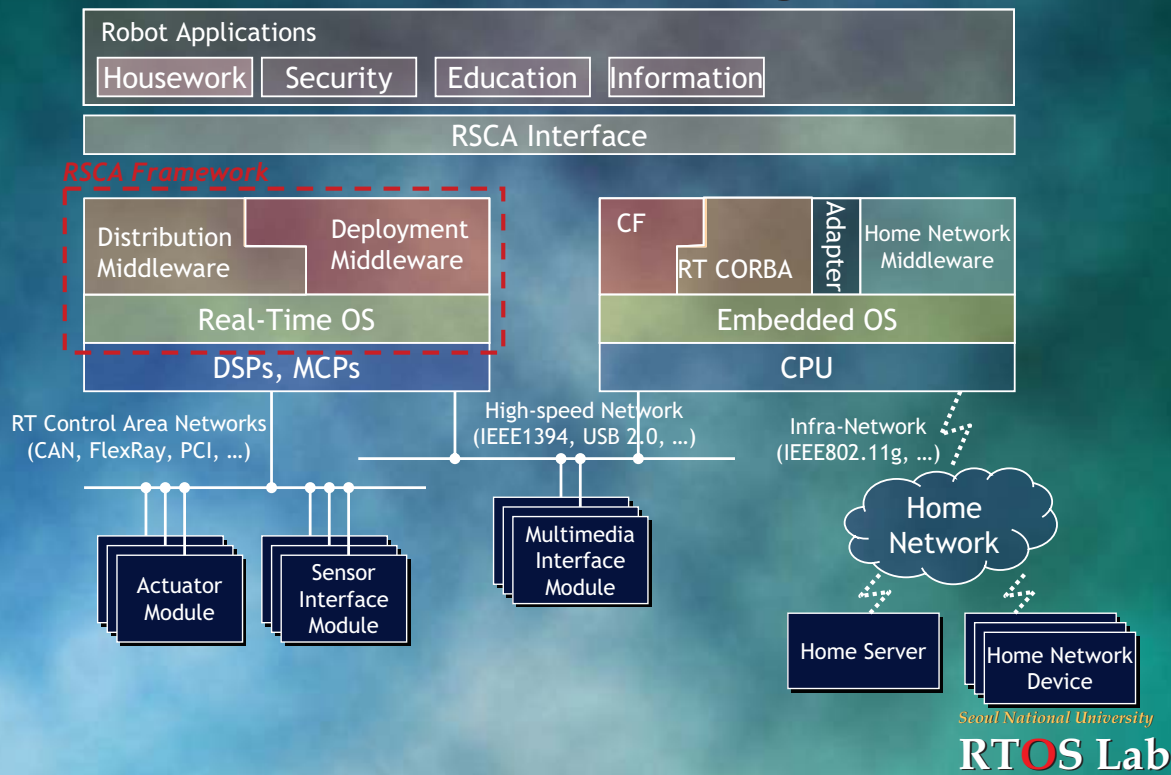 Robot Applications
Housework
Security
Education
Information
RSCA Interface
RSCA Framework
Distribution
Middleware
Deployment
Middleware
Real-Time OS
DSPs, MCPs
CF
RT CORBA
Adapter
Home Network
Middleware
Embedded OS
CPU
RT Control Area Networks
(CAN, FlexRay, PCI, …)
High-speed Network
(IEEE1394, USB 2.0, …)
Infra-Network
(IEEE802.11g, …)
Actuator
Module
Sensor
Interface
Module
Multimedia
Interface
Module
Home
Network
Home Server
Home Network
Device
Seoul National University
RTOS Lab